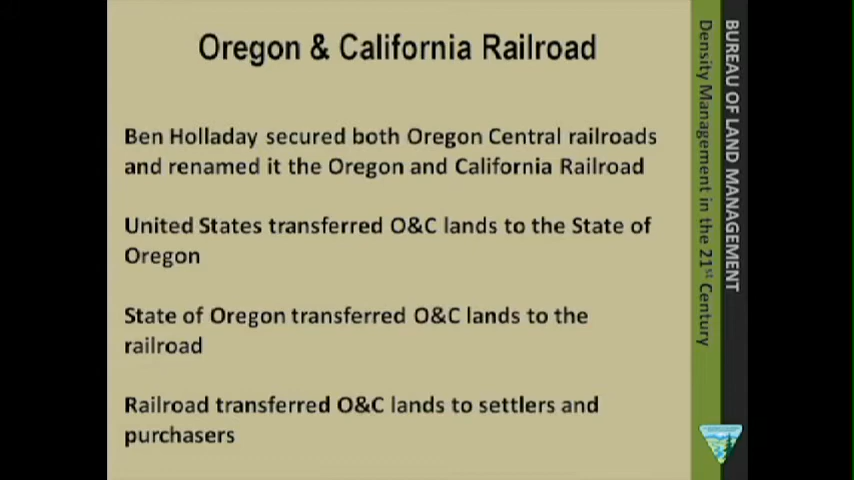 Oregon & California Railroad
Ben Holladay secured both Oregon Central railroads
and renamed it the Oregon and California Railroad
United States transferred O&C lands to the State of
Oregon
State of Oregon transferred O&C lands to the
railroad
Railroad transferred O&C lands to settlers and
purchasers
BUREAU OF LAND MANAGEMENT
Density Management in the 21st Century